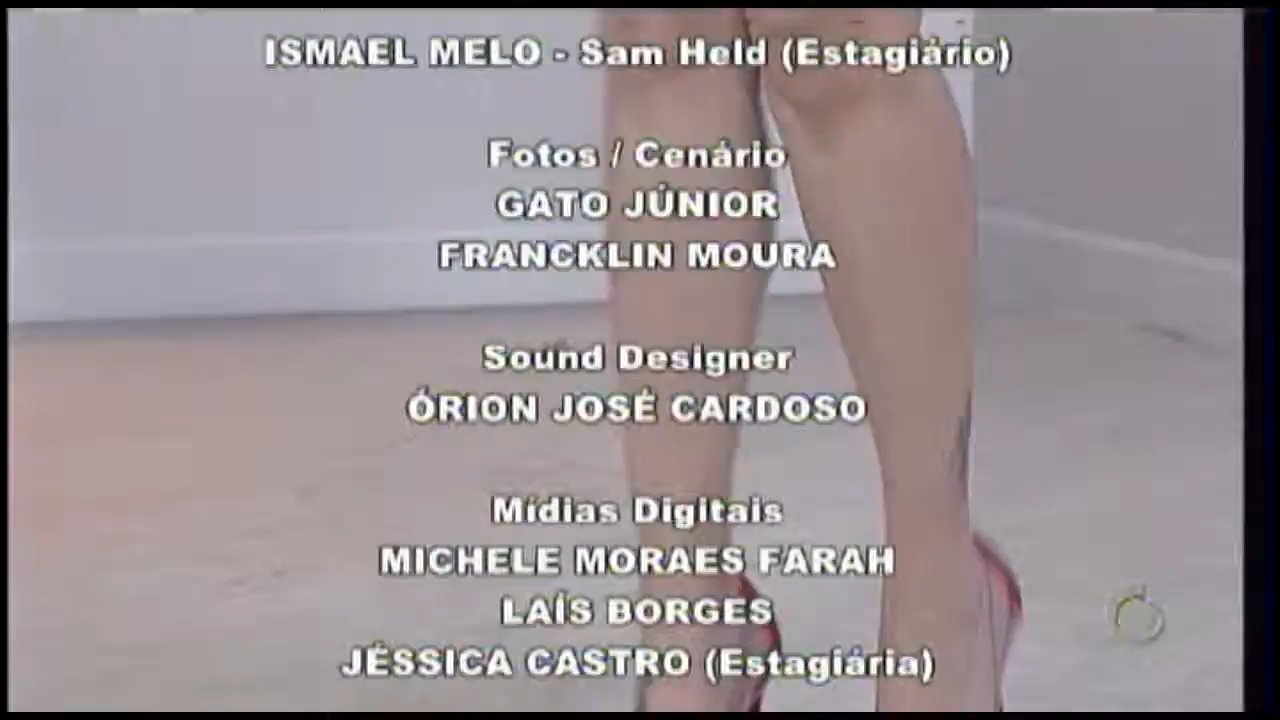 ISMAEL MELO - Sam Held (Estagiário)
Fotos / Cenário
GATO JÚNIOR
FRANCKLIN MOURA
Sound Designer
ÓRION JOSÉ CARDOSO
Mídias Digitais
MICHELE MORAES FARAH
LAÍS BORGES
JÉSSICA CASTRO (Estagiária)